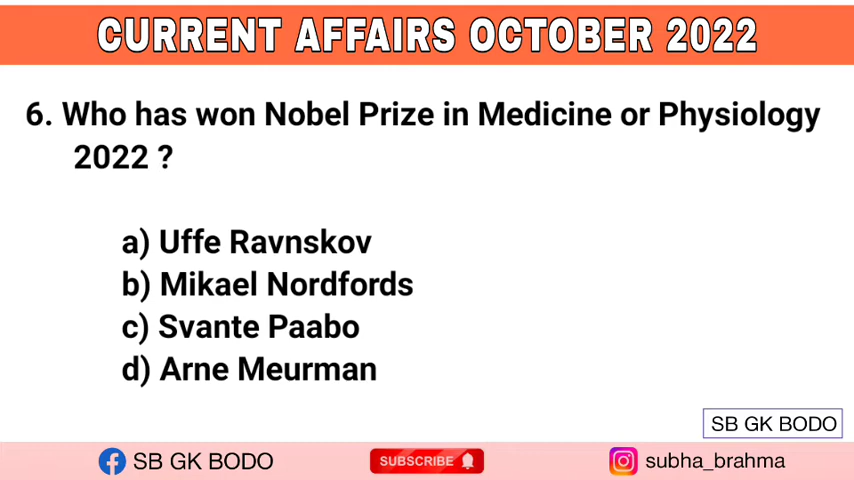 CURRENT AFFAIRS OCTOBER 2022
6. Who has won Nobel Prize in Medicine or Physiology
2022 ?
a) Uffe Ravnskov
b) Mikael Nordfords
c) Svante Paabo
d) Arne Meurman
SB GK BODO
SB GK BODO
SUBSCRIBE
subha_brahma